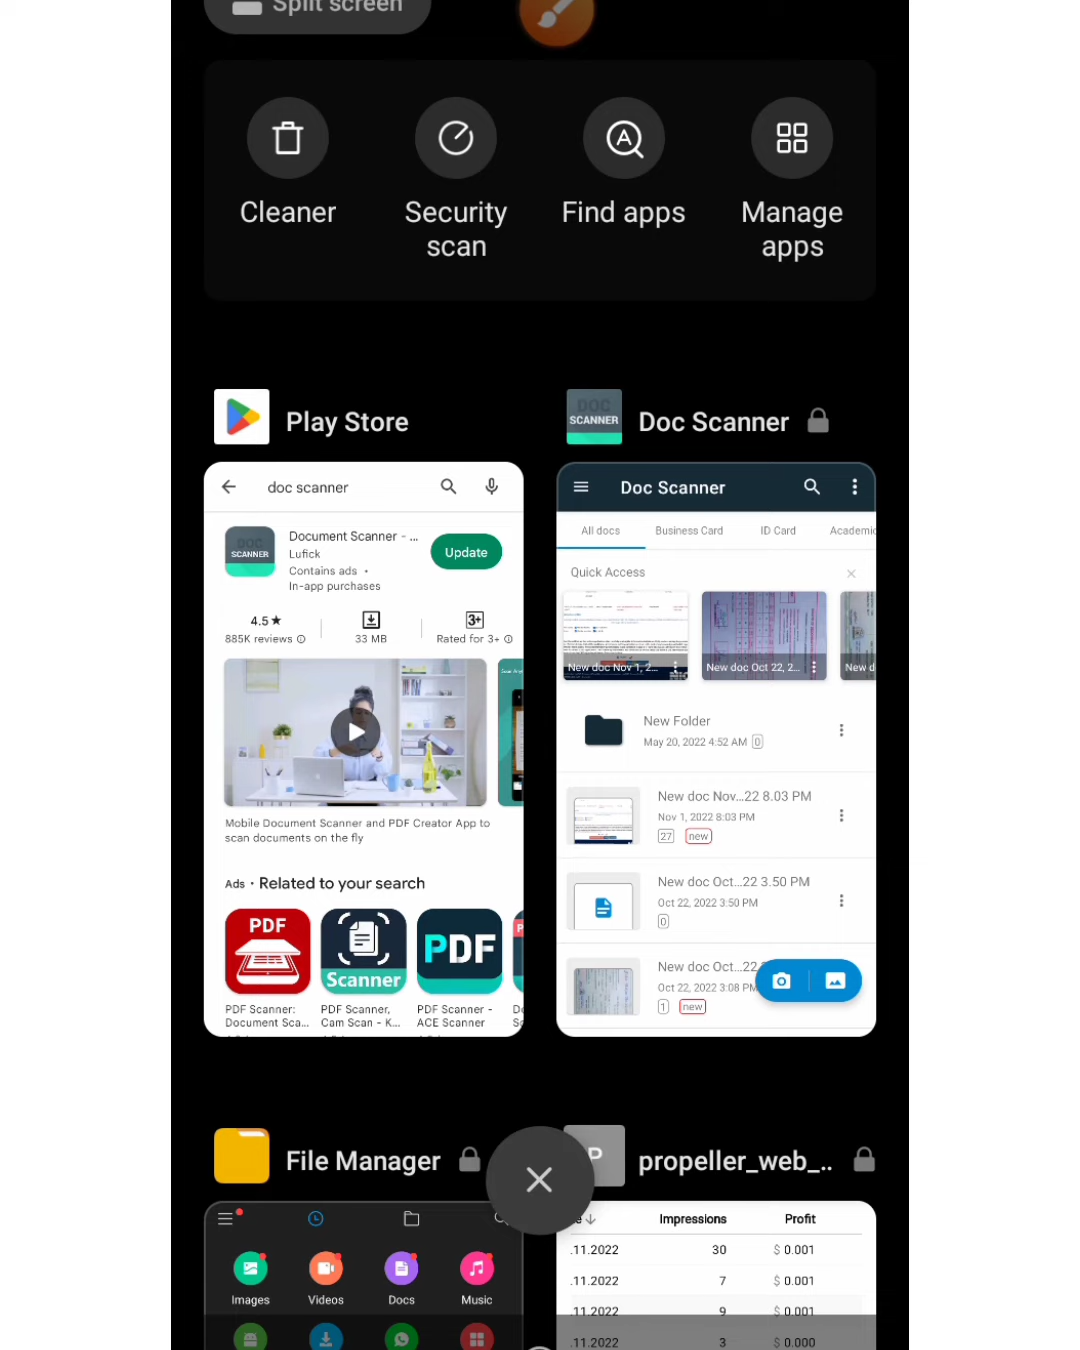 Split screen
Cleaner
Security
scan
Find apps
Manage
apps
Play Store
DOC
SCANNER
Doc Scanner
doc scanner
DOC
SCANNER
Document Scanner - ...
Lufick
Contains ads •
In-app purchases
Update
4.5★
885K reviews
33 MB
3+
Rated for 3+
Mobile Document Scanner and PDF Creator App to
scan documents on the fly
Ads • Related to your search
PDF
Scanner
PDF
PDF Scanner:
Document Sca...
PDF Scanner,
Cam Scan - K...
PDF Scanner -
ACE Scanner
Doc Scanner
All docs
Business Card
ID Card
Academic
Quick Access
New doc Nov 1, 2...
New doc Oct 22, 2...
New d
New Folder
May 20, 2022 4:52 AM 0
New doc Nov...22 8.03 PM
Nov 1, 2022 8:03 PM
27 new
New doc Oct...22 3.50 PM
Oct 22, 2022 3:50 PM
0
New doc Oct...22
Oct 22, 2022 3:08 PM
1 new
File Manager
propeller_web_..
Images
Videos
Docs
Music
e Impressions Profit
.11.2022 30 $ 0.001
.11.2022 7 $ 0.001
.11.2022 9 $ 0.001
.11.2022 3 $ 0.000